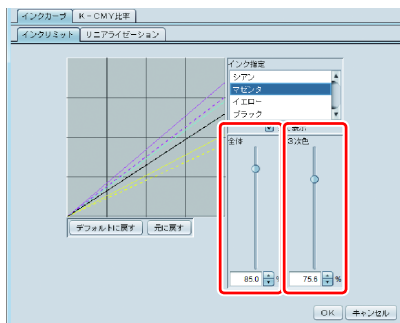 インクカーブ K－CMY比率
インクリミット リニアライゼーション
インク指定
シアン
マゼンタ
イエロー
ブラック
表示
全体 3次色
デフォルトに戻す 元に戻す
85.0 % 75.6 %
OK キャンセル